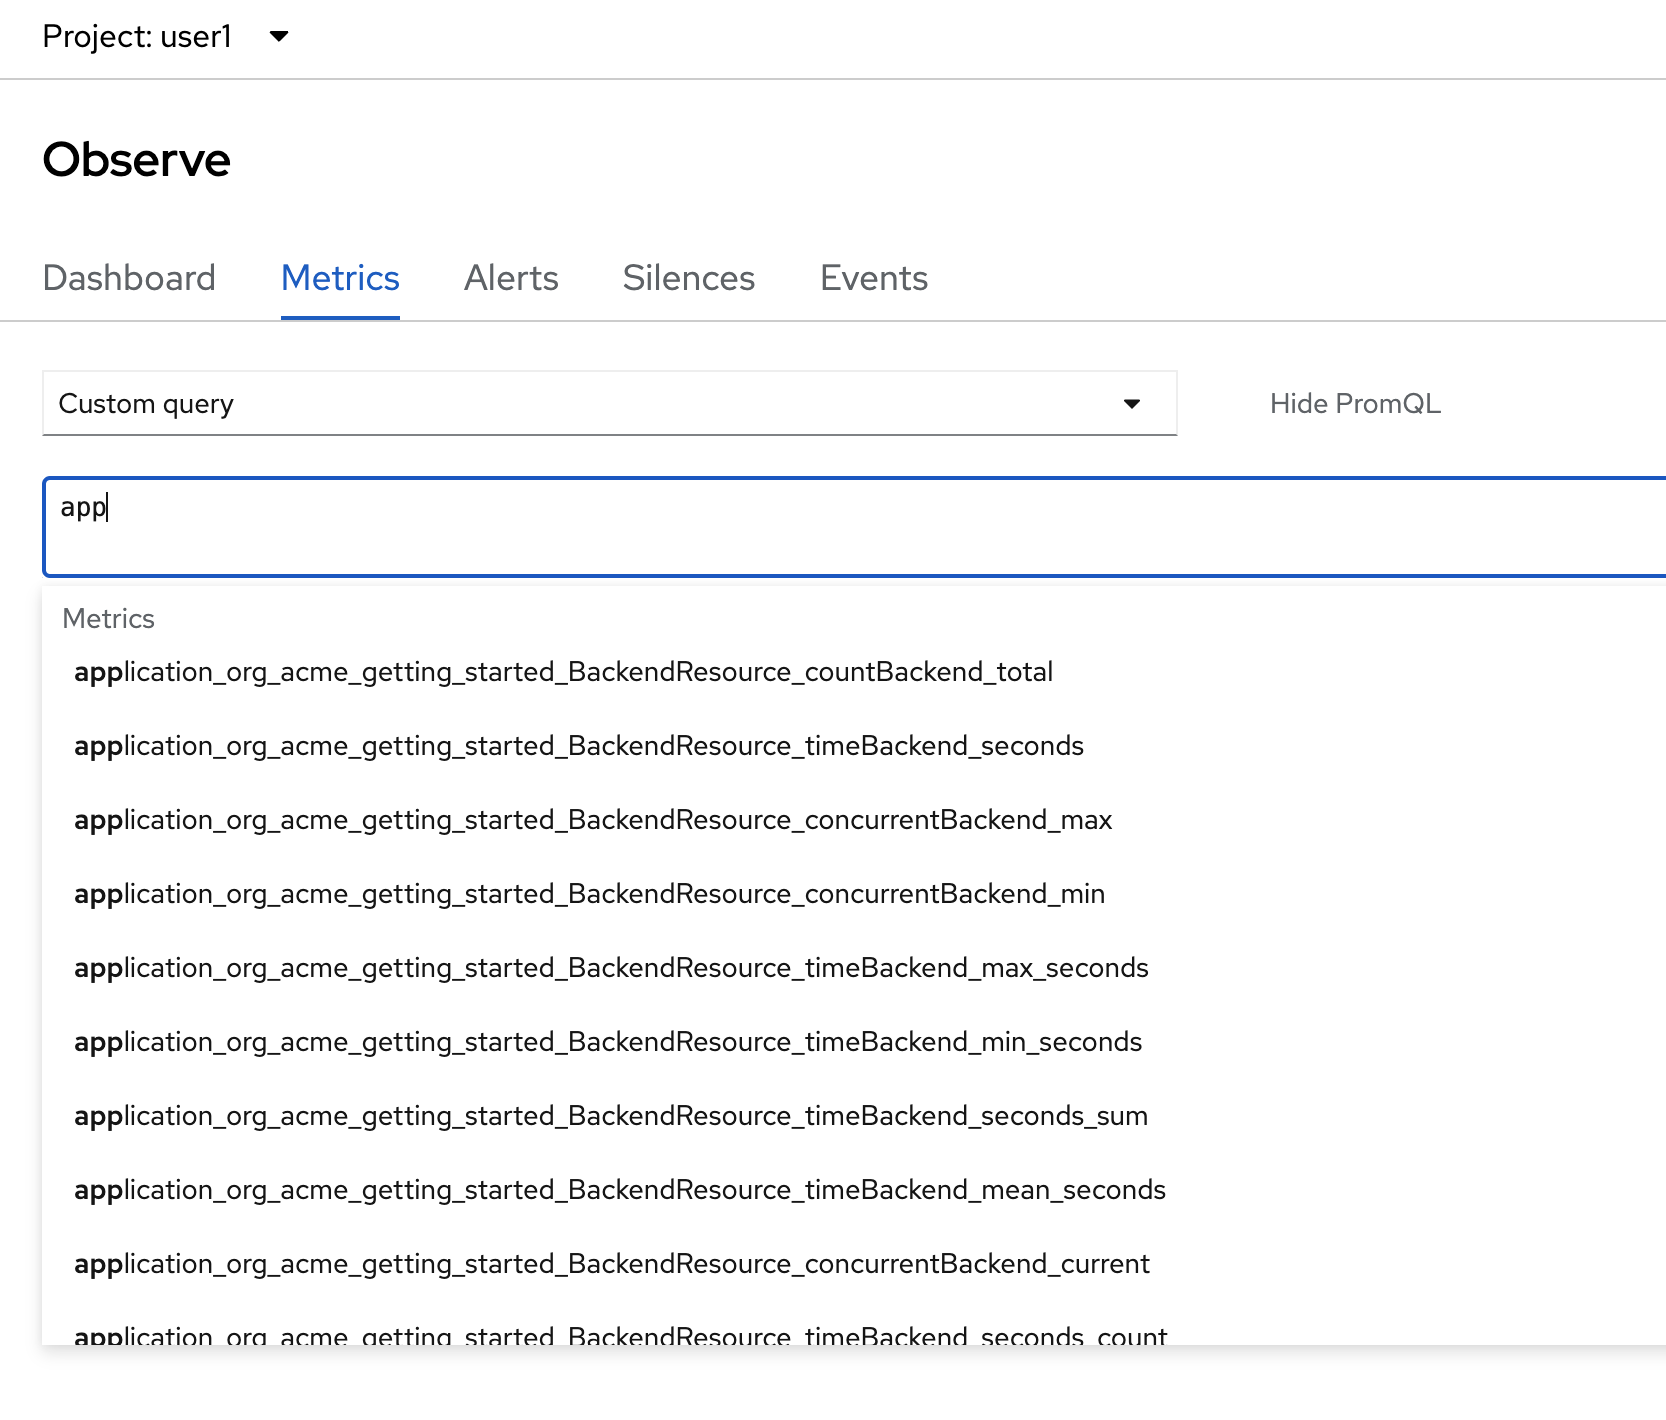 Project: user1
Observe
Dashboard Metrics Alerts Silences Events
Custom query Hide PromQL
app
Metrics
application_org_acme_getting_started_BackendResource_countBackend_total
application_org_acme_getting_started_BackendResource_timeBackend_seconds
application_org_acme_getting_started_BackendResource_concurrentBackend_max
application_org_acme_getting_started_BackendResource_concurrentBackend_min
application_org_acme_getting_started_BackendResource_timeBackend_max_seconds
application_org_acme_getting_started_BackendResource_timeBackend_min_seconds
application_org_acme_getting_started_BackendResource_timeBackend_seconds_sum
application_org_acme_getting_started_BackendResource_timeBackend_mean_seconds
application_org_acme_getting_started_BackendResource_concurrentBackend_current
application_org_acme_getting_started_BackendResource_timeBackend_seconds_count